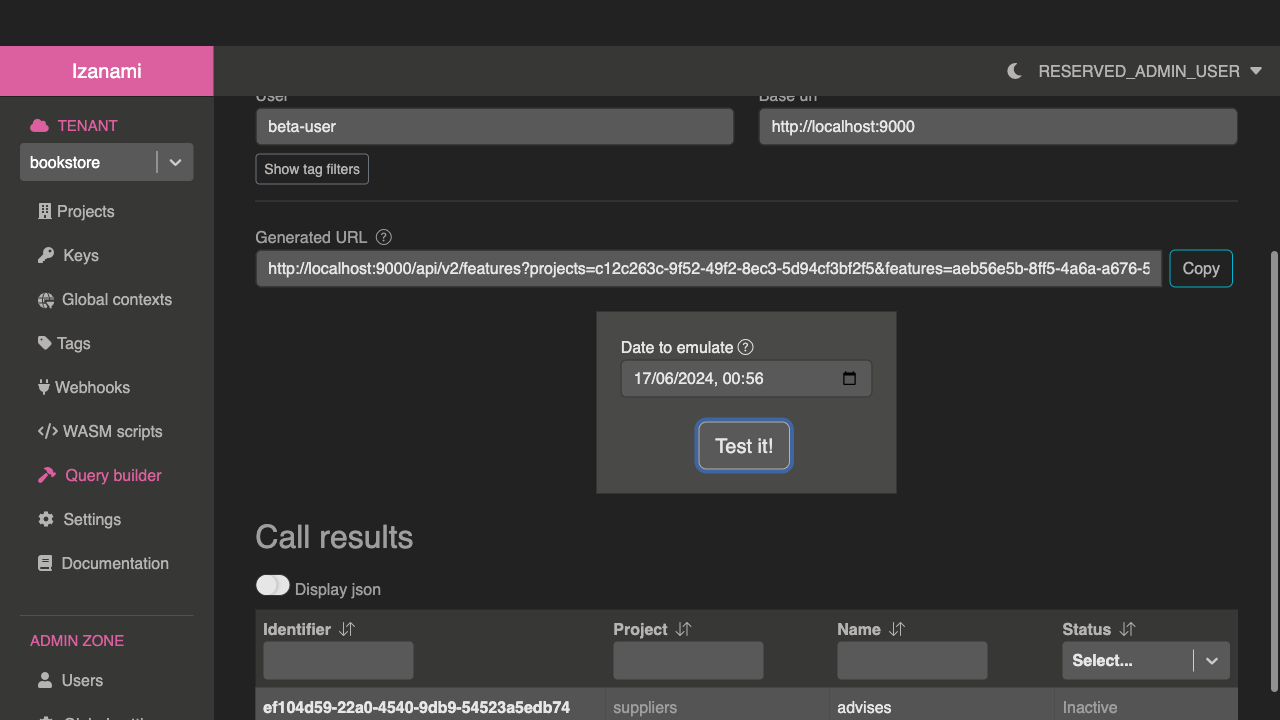 Izanami
RESERVED_ADMIN_USER
TENANT
bookstore
Projects
Keys
Global contexts
Tags
Webhooks
WASM scripts
Query builder
Settings
Documentation
ADMIN ZONE
Users
User
Base url
beta-user
http://localhost:9000
Show tag filters
Generated URL
http://localhost:9000/api/v2/features?projects=c12c263c-9f52-49f2-8ec3-5d94cf3bf2f5&features=aeb56e5b-8ff5-4a6a-a676-5
Copy
Date to emulate
17/06/2024, 00:56
Test it!
Call results
Display json
Identifier Project Name Status
Select...
ef104d59-22a0-4540-9db9-54523a5edb74 suppliers advises Inactive